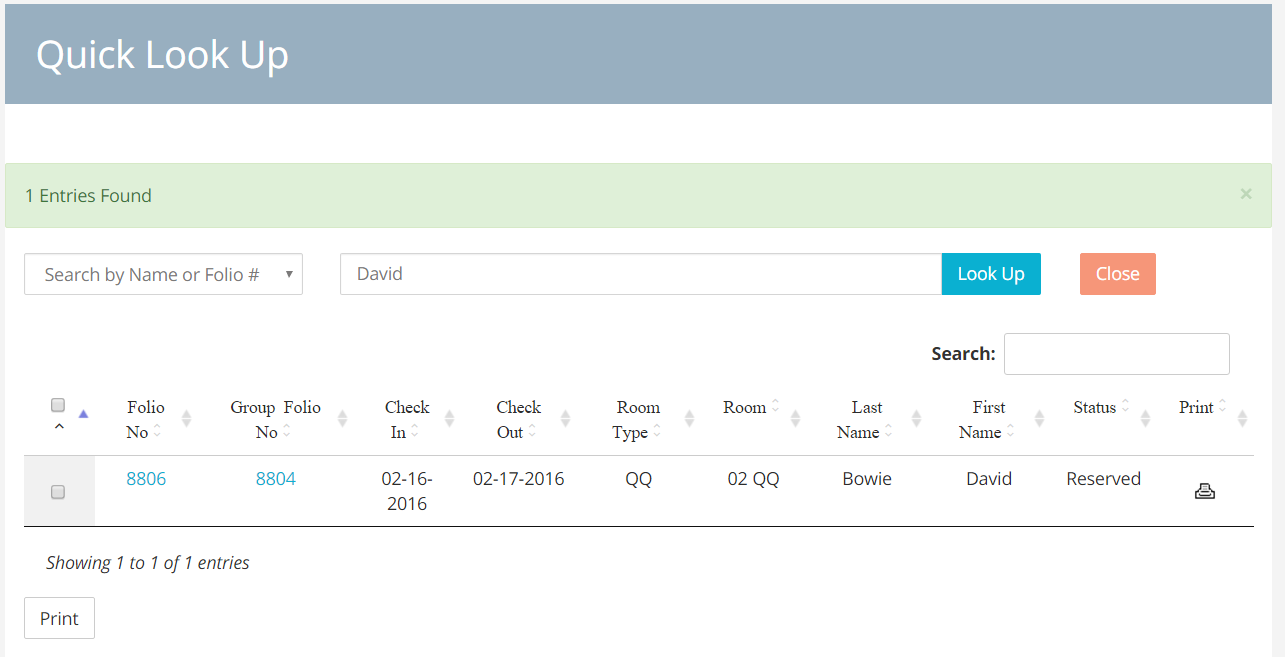 Quick Look Up
1 Entries Found ×
Search by Name or Folio # David Look Up Close
Search:
Folio Group Folio Check Check Room Room Last First Status Print
No No In Out Type Name Name
8806 8804 02-16- 02-17-2016 QQ 02 QQ Bowie David Reserved
2016
Showing 1 to 1 of 1 entries
Print